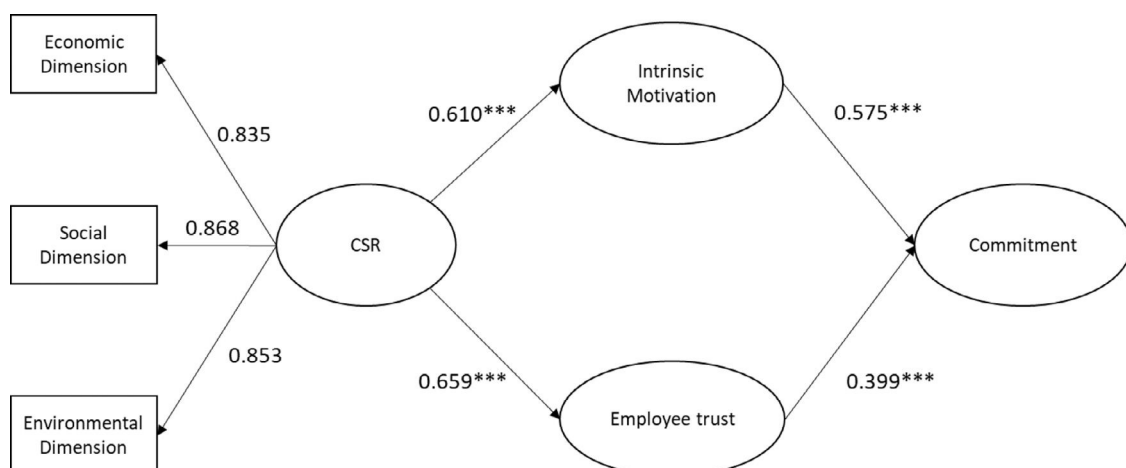 Economic
Dimension
Intrinsic
Motivation
0.610***
0.575***
0.835
Social
Dimension
0.868
CSR
Commitment
0.853
0.659***
0.399***
Environmental
Dimension
Employee trust